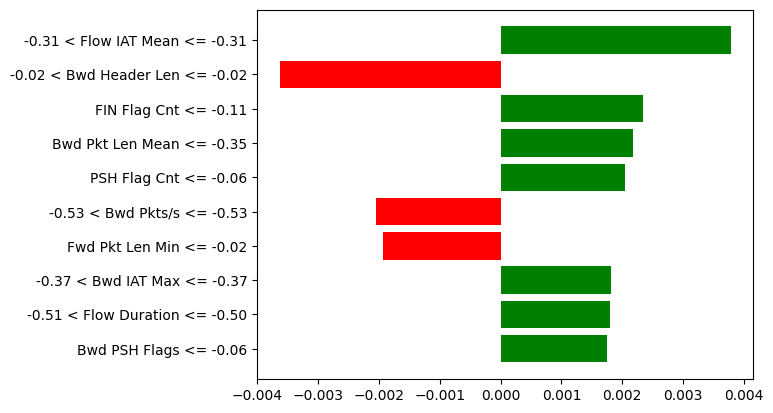 -0.31 < Flow IAT Mean <= -0.31
-0.02 < Bwd Header Len <= -0.02
FIN Flag Cnt <= -0.11
Bwd Pkt Len Mean <= -0.35
PSH Flag Cnt <= -0.06
-0.53 < Bwd Pkts/s <= -0.53
Fwd Pkt Len Min <= -0.02
-0.37 < Bwd IAT Max <= -0.37
-0.51 < Flow Duration <= -0.50
Bwd PSH Flags <= -0.06
−0.004 −0.003 −0.002 −0.001 0.000 0.001 0.002 0.003 0.004